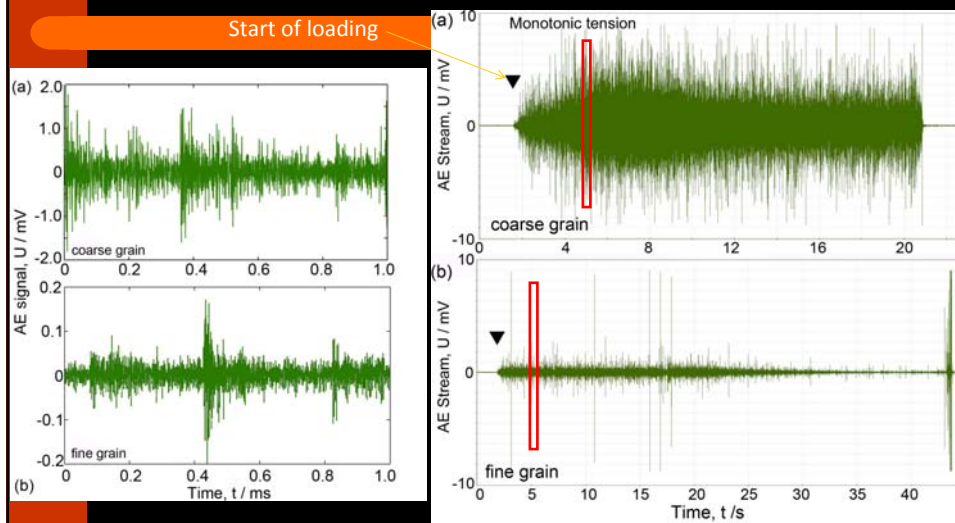 Start of loading
(a)
2.0
1.0
0
-1.0
-2.0
coarse grain
0 0.2 0.4 0.6 0.8 1.0
AE signal, U / mV
0.2
0.1
0
-0.1
-0.2
fine grain
0 0.2 0.4 0.6 0.8 1.0
(b)
Time, t / ms
(a)
10
Monotonic tension
0
AE Stream, U / mV
coarse grain
-10
0 4 8 12 16 20
(b)
10
0
AE Stream, U / mV
fine grain
-10
0 5 10 15 20 25 30 35 40
Time, t /s